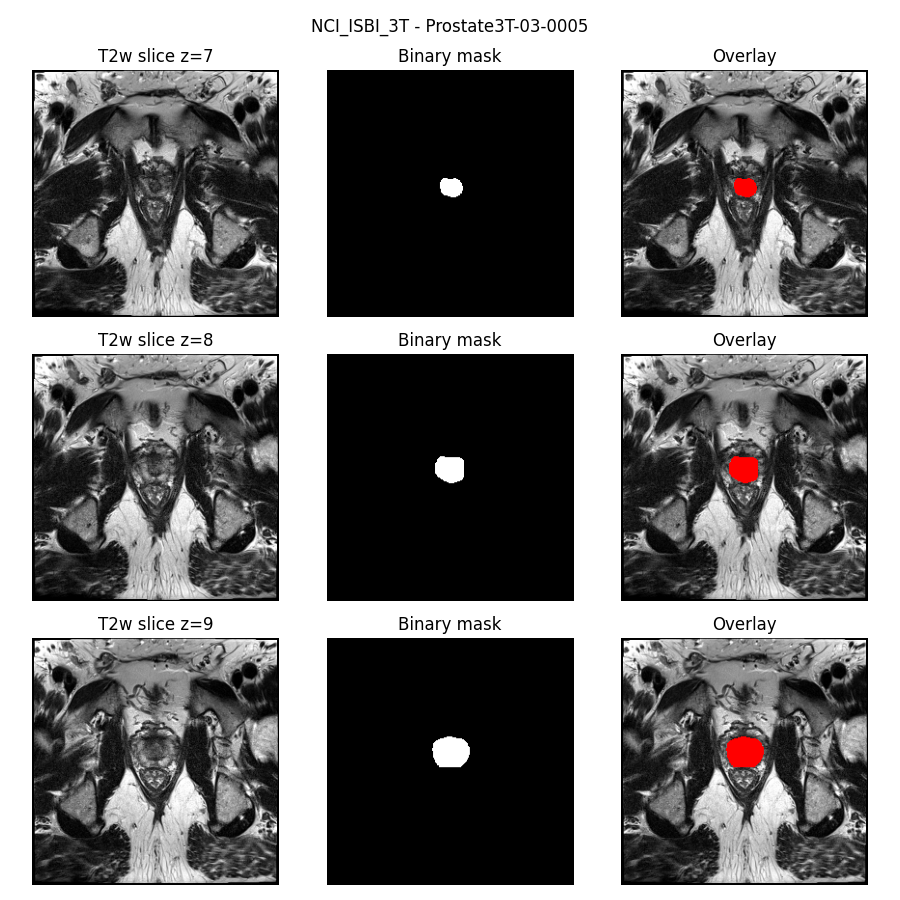 NCI_ISBI_3T - Prostate3T-03-0005
T2w slice z=7
Binary mask
Overlay
T2w slice z=8
Binary mask
Overlay
T2w slice z=9
Binary mask
Overlay